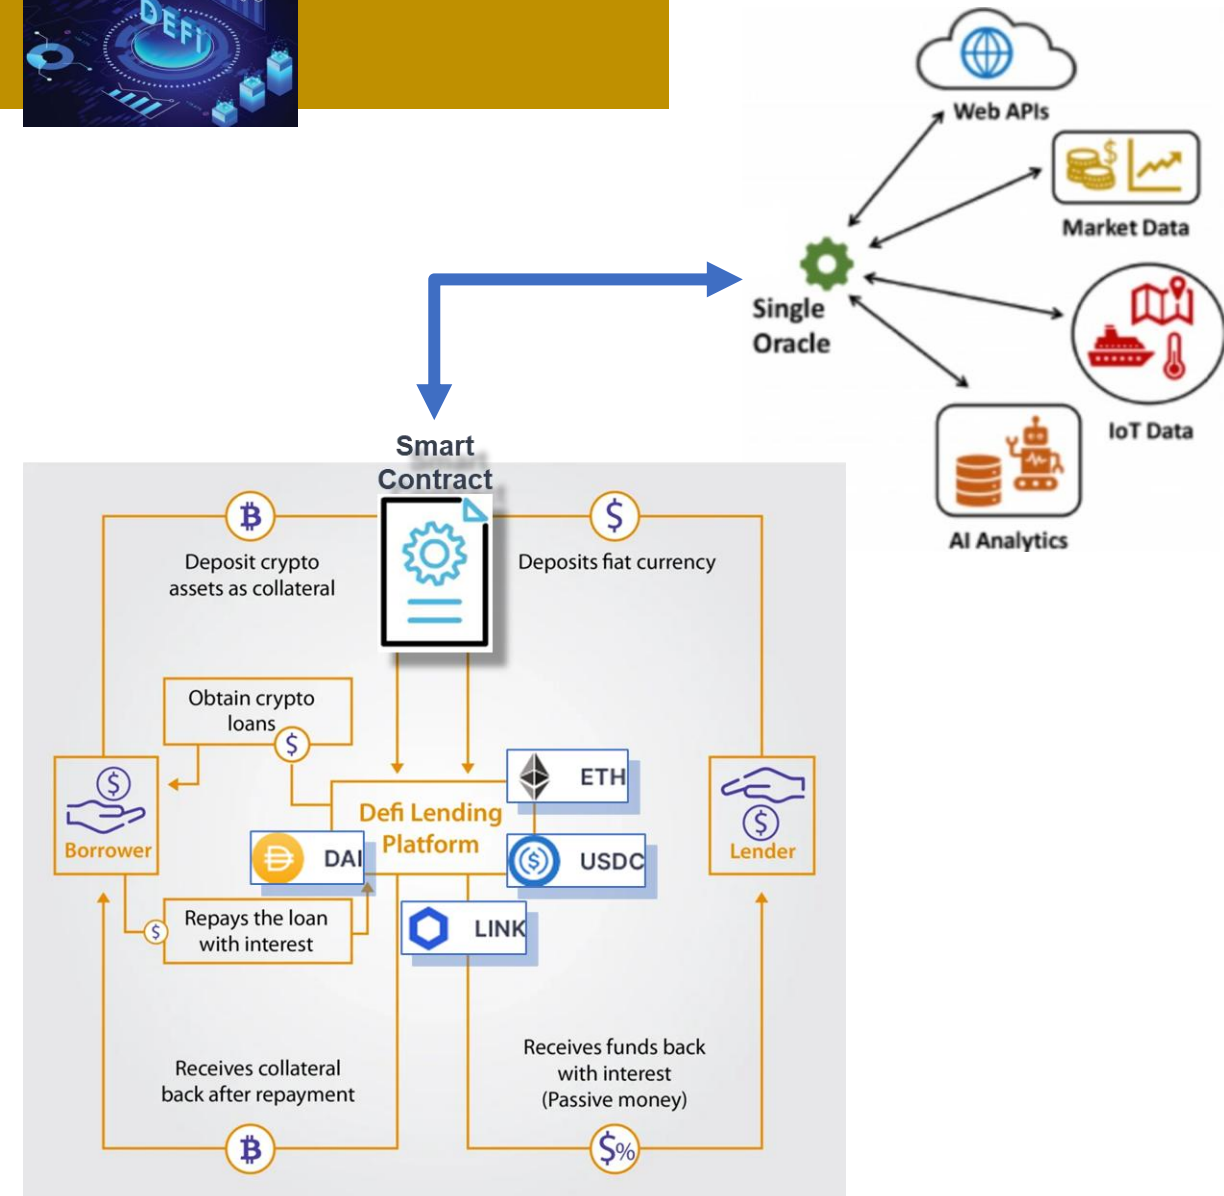 DEFi
Web APIs
Market Data
Single
Oracle
IoT Data
AI Analytics
Smart
Contract
Deposit crypto
assets as collateral
$
Deposits fiat currency
Obtain crypto
loans
$
$
Borrower
Defi Lending
Platform
ETH
DAI
USDC
LINK
$
Lender
$
Repays the loan
with interest
Receives collateral
back after repayment
Receives funds back
with interest
(Passive money)
$%